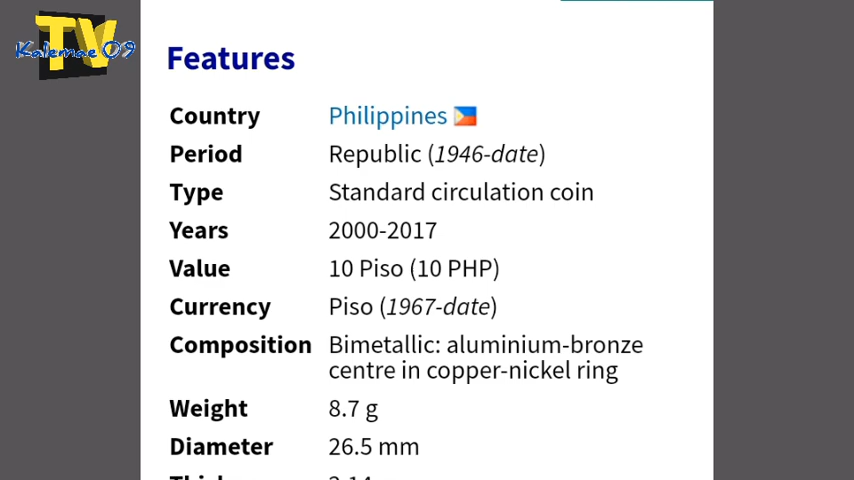 TV
Kalemae 09
Features
Country Philippines
Period Republic (1946-date)
Type Standard circulation coin
Years 2000-2017
Value 10 Piso (10 PHP)
Currency Piso (1967-date)
Composition Bimetallic: aluminium-bronze
centre in copper-nickel ring
Weight 8.7 g
Diameter 26.5 mm